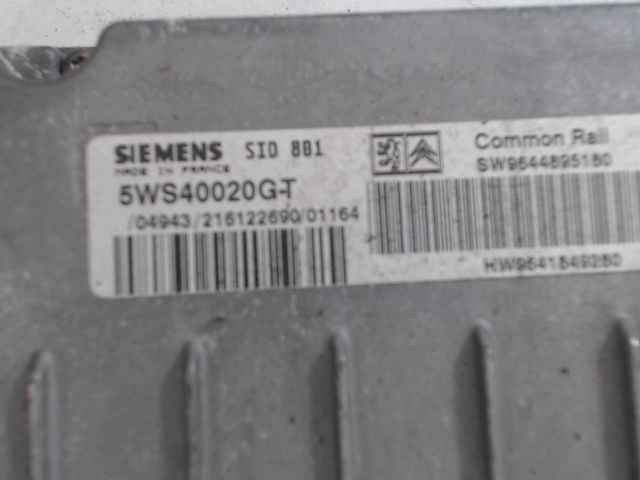 SIEMENS SID 801
MADE IN FRANCE
5WS40020G-T
/04943/216122690/01164
Common Rail
SW9644895180
HW9641849280